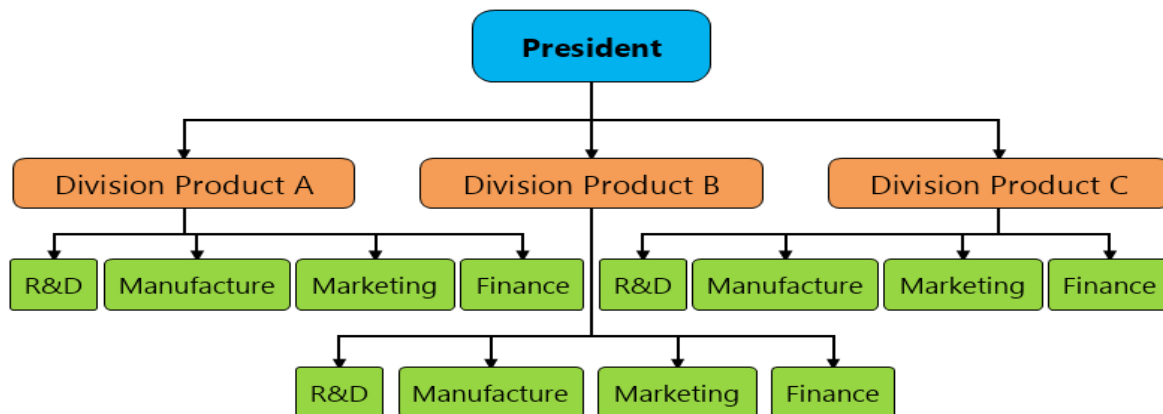 President
Division Product A
Division Product B
Division Product C
R&D
Manufacture
Marketing
Finance
R&D
Manufacture
Marketing
Finance
R&D
Manufacture
Marketing
Finance